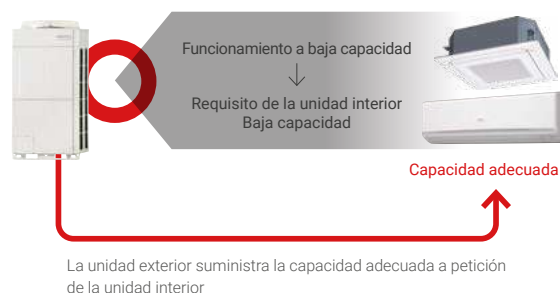 Funcionamiento a baja capacidad
Requisito de la unidad interior
Baja capacidad
Capacidad adecuada
La unidad exterior suministra la capacidad adecuada a petición
de la unidad interior